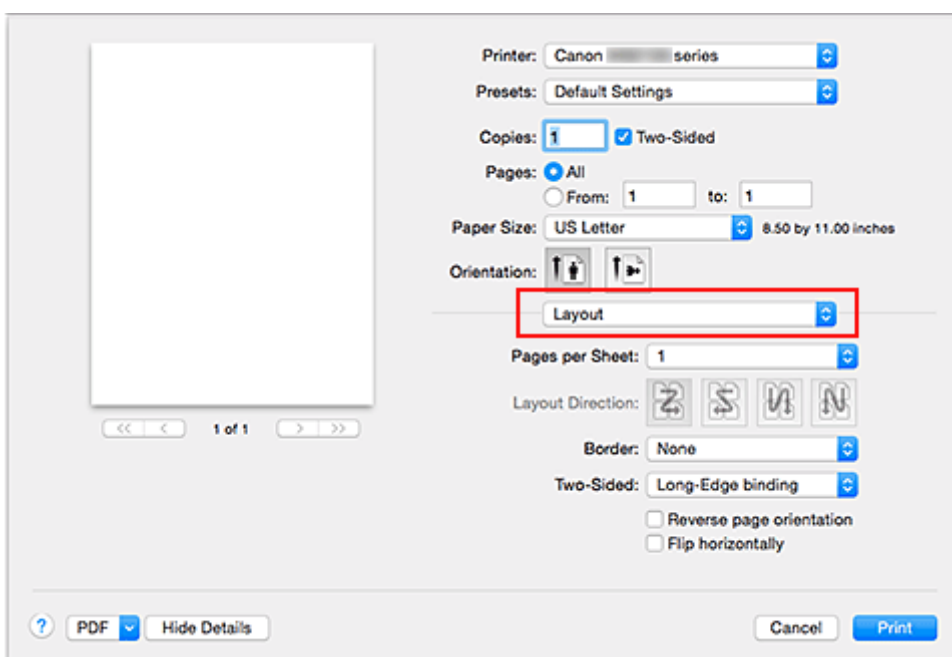 Printer: Canon series
Presets: Default Settings
Copies: 1 Two-Sided
Pages: All
From: 1 to: 1
Paper Size: US Letter 8.50 by 11.00 inches
Orientation:
Layout
Pages per Sheet: 1
Layout Direction:
<< < 1 of 1 > >>
Border: None
Two-Sided: Long-Edge binding
Reverse page orientation
Flip horizontally
? PDF Hide Details Cancel Print